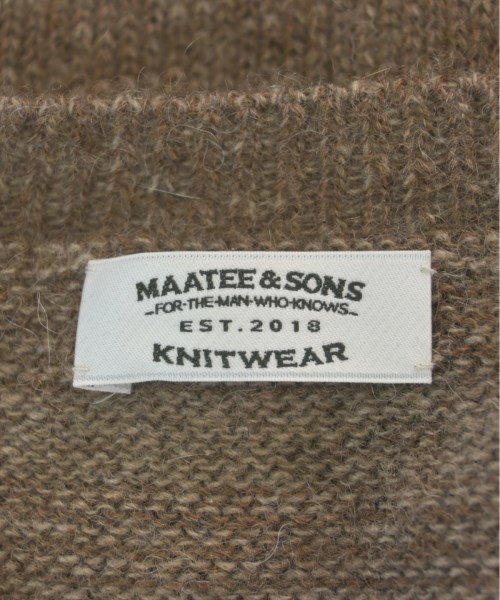 MAATEE & SONS
-FOR-THE-MAN-WHO-KNOWS-
EST.2018
KNITWEAR